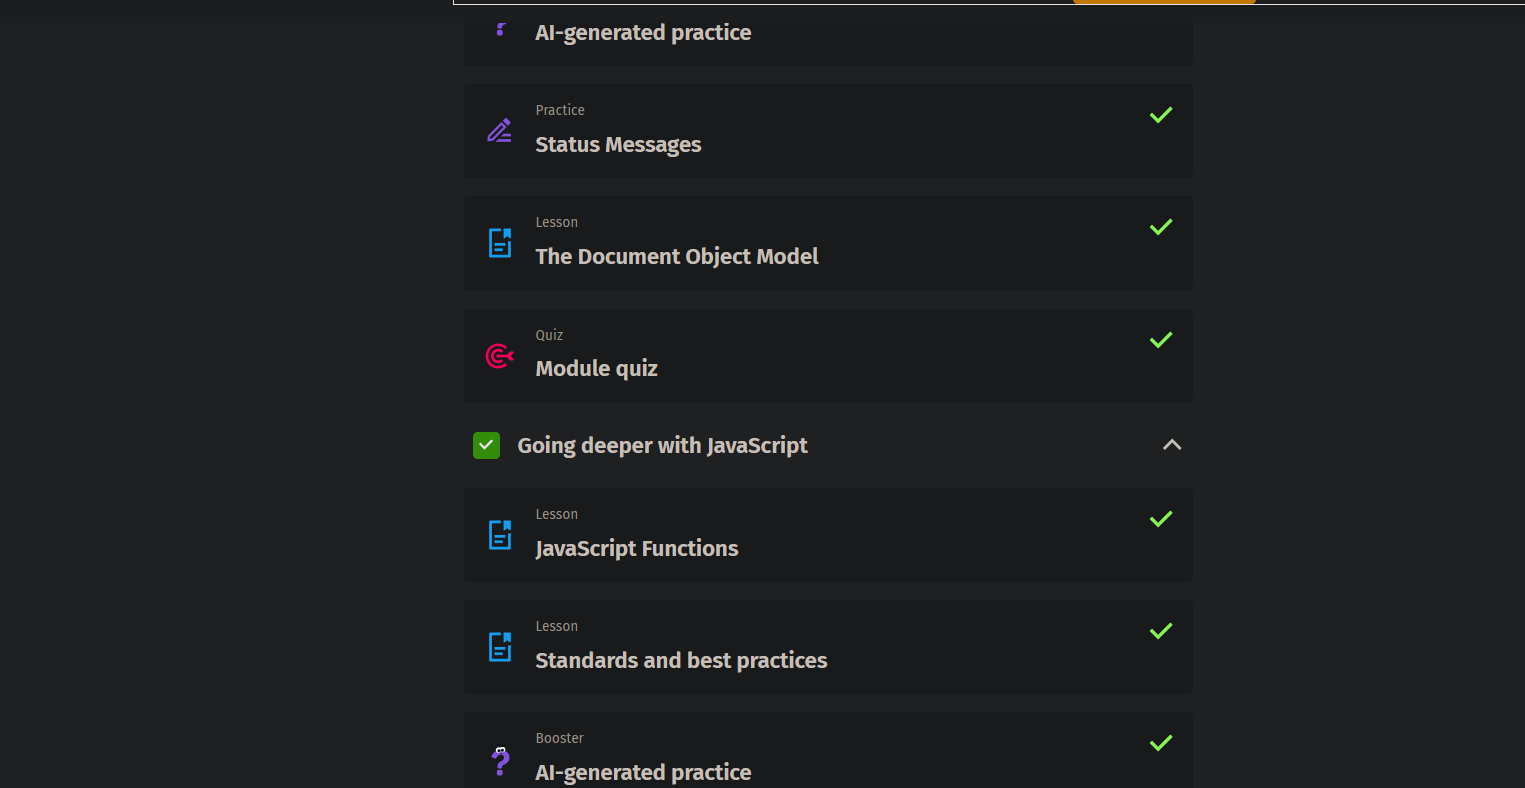 AI-generated practice
Practice
Status Messages
Lesson
The Document Object Model
Quiz
Module quiz
Going deeper with JavaScript
Lesson
JavaScript Functions
Lesson
Standards and best practices
Booster
AI-generated practice